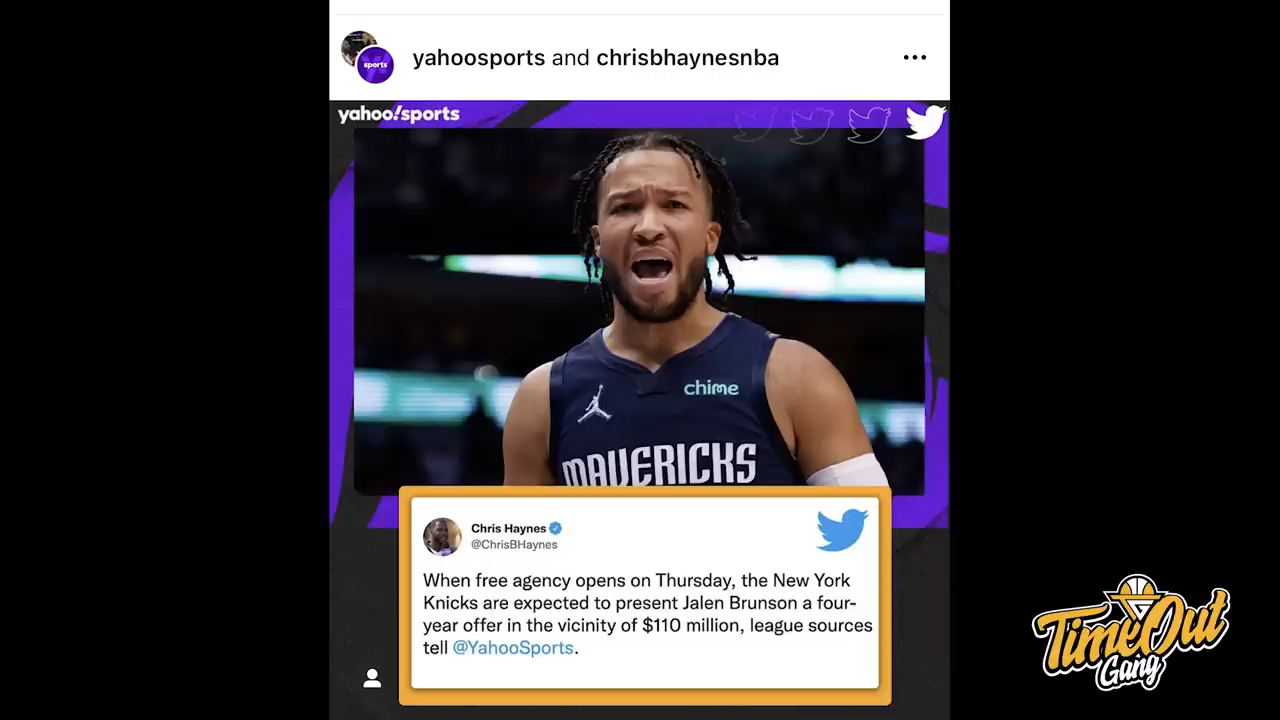 yahoosports and chrisbhaynesnba
yahoo!sports
sports
chime
MAVERICKS
Chris Haynes
@ChrisBHaynes
When free agency opens on Thursday, the New York
Knicks are expected to present Jalen Brunson a four-
year offer in the vicinity of $110 million, league sources
tell @YahooSports.
TimeOut
Gang